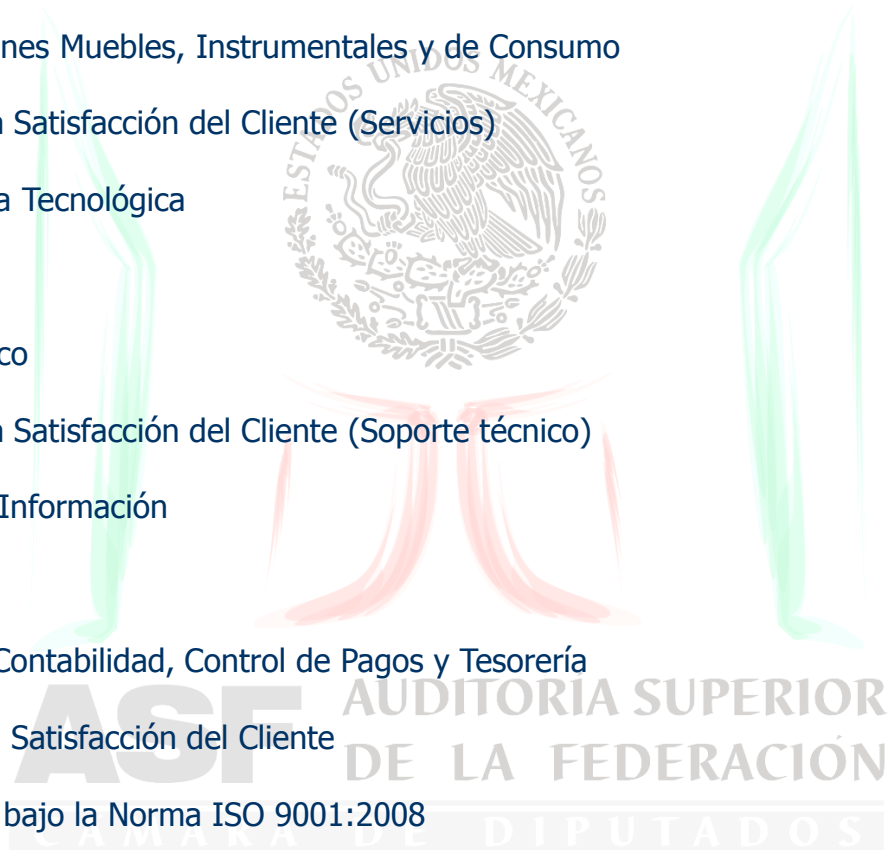 nes Muebles, Instrumentales y de Consumo
ESTADOS UNIDOS MEXICANOS
Satisfacción del Cliente (Servicios)
a Tecnológica
co
Satisfacción del Cliente (Soporte técnico)
Información
Contabilidad, Control de Pagos y Tesorería
ASF AUDITORÍA SUPERIOR
Satisfacción del Cliente
DE LA FEDERACIÓN
bajo la Norma ISO 9001:2008
CÁMARA DE DIPUTADOS